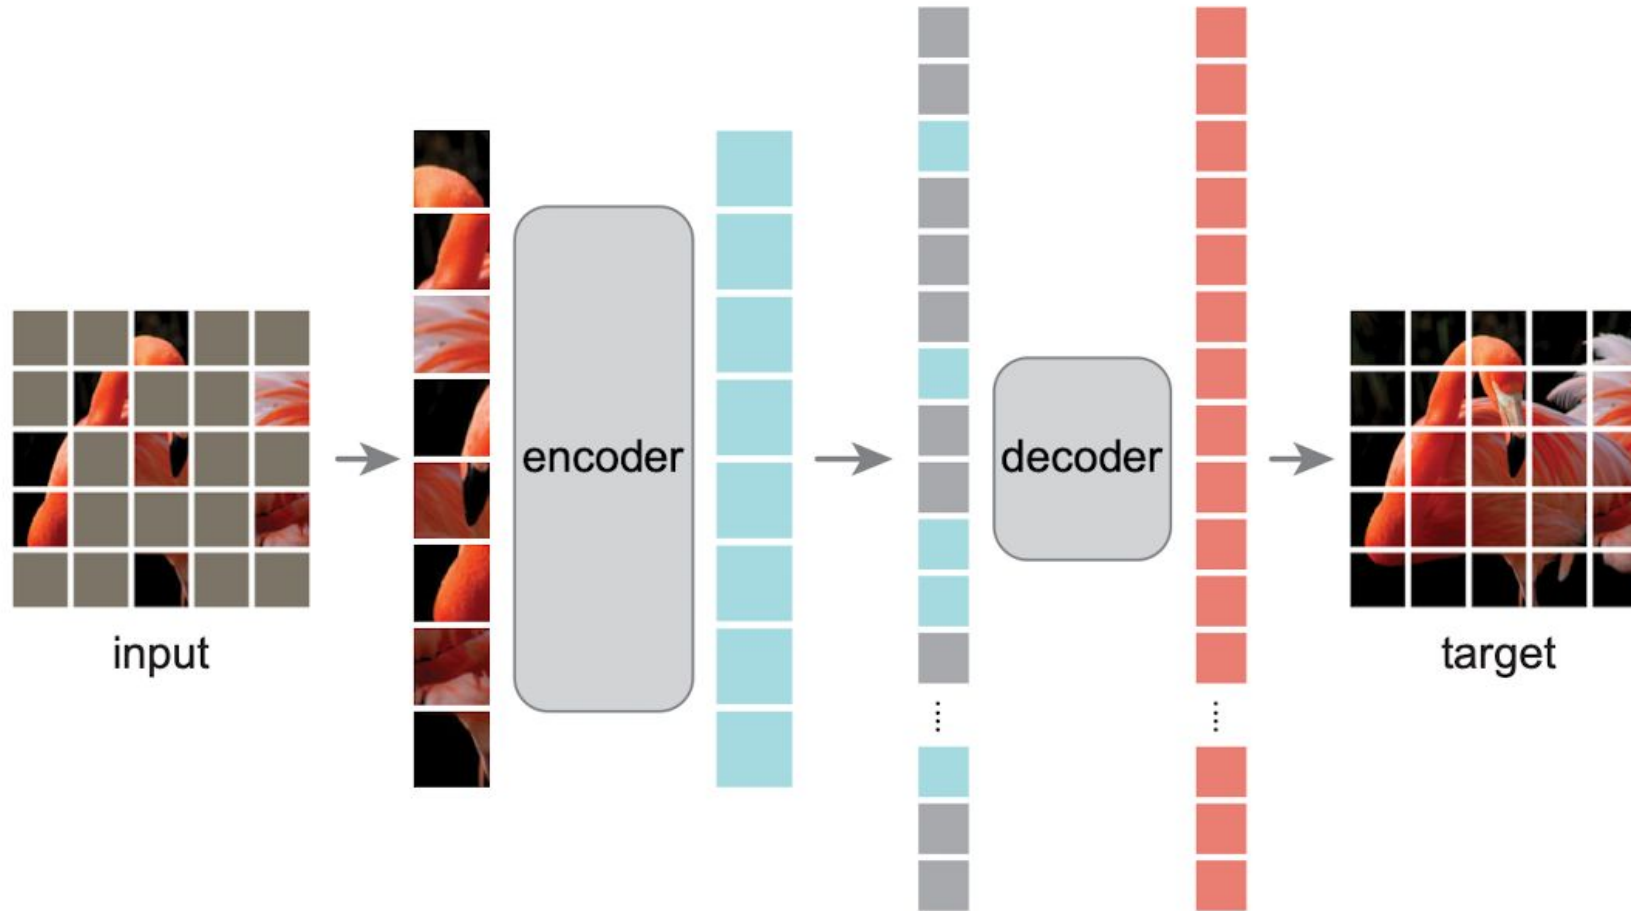 input
encoder
decoder
target